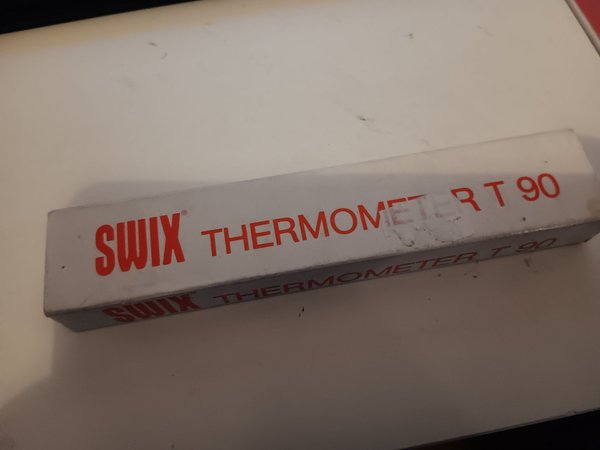 SWIX® THERMOMETER T 90
SWIX THERMOMETER T 90